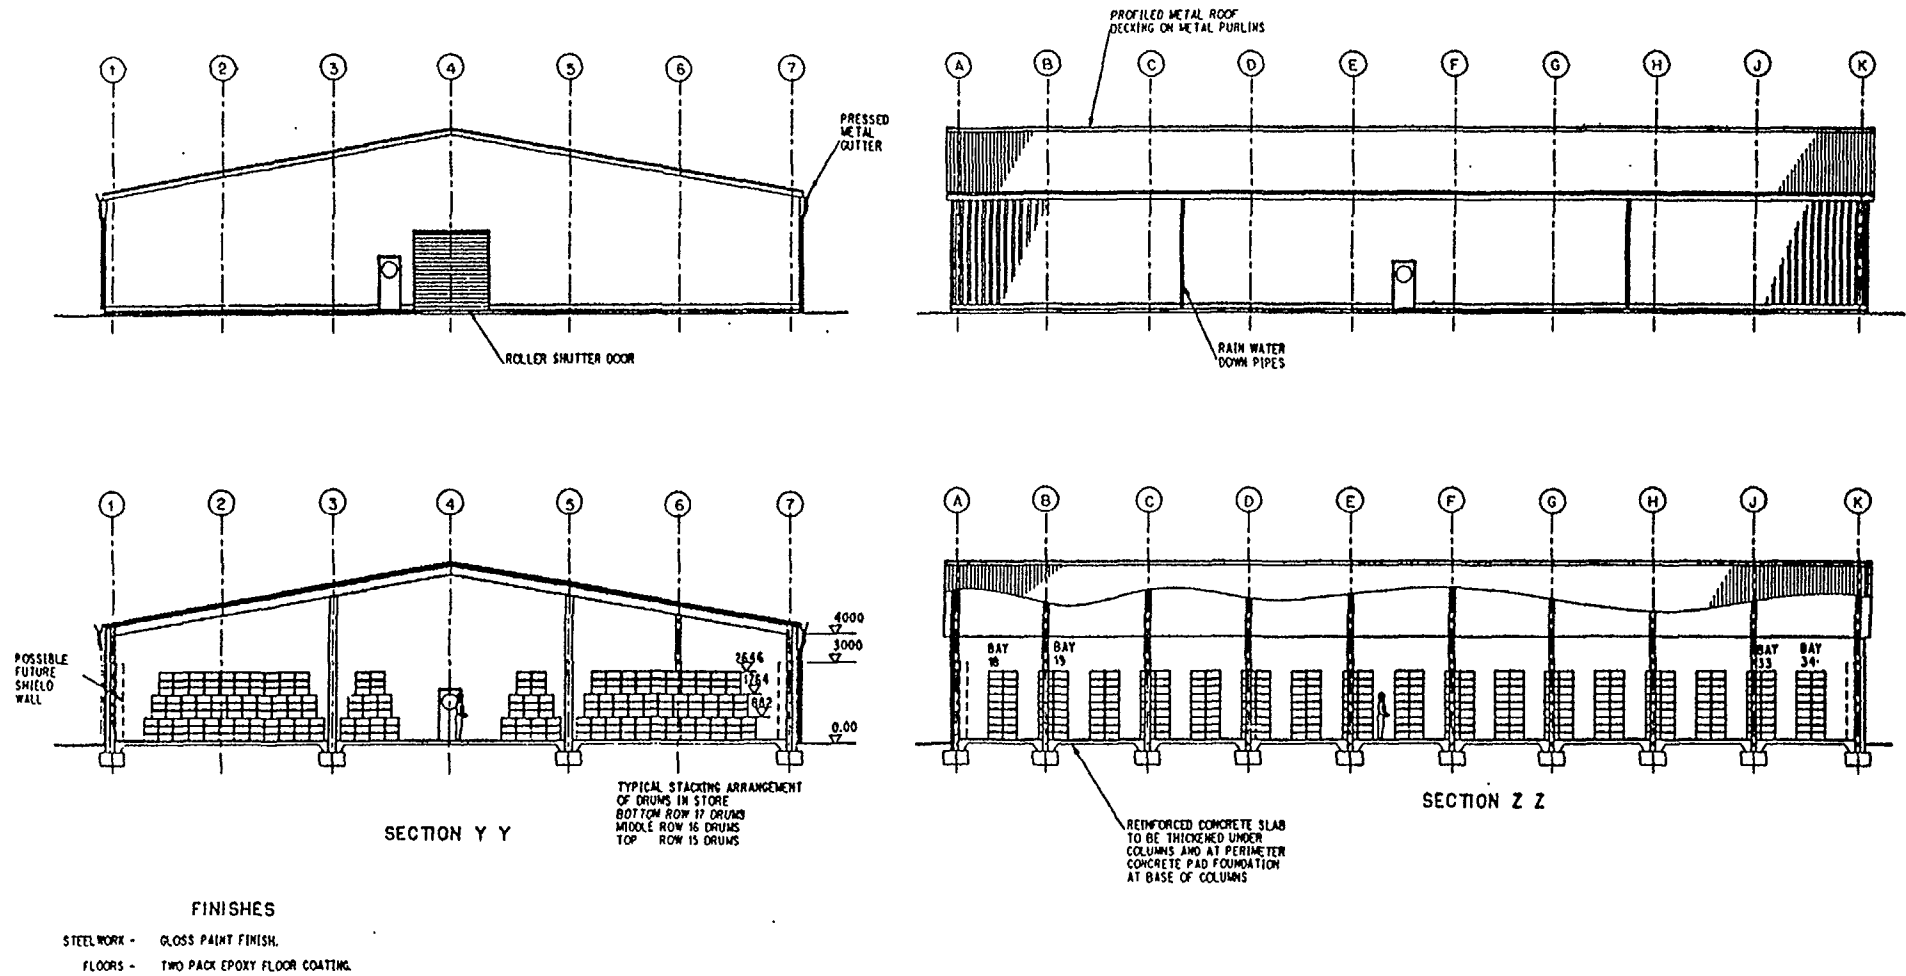 PROFILED METAL ROOF
DECKING ON METAL PURLINS
1 2 3 4 5 6 7
A B C D E F G H J K
PRESSED
METAL
GUTTER
ROLLER SHUTTER DOOR
RAIN WATER
DOWN PIPES
1 2 3 4 5 6 7
A B C D E F G H J K
4000
3000
2646
1764
882
0.00
POSSIBLE
FUTURE
SHIELD
WALL
BAY
18
BAY
19
BAY
33
BAY
34
TYPICAL STACKING ARRANGEMENT
OF DRUMS IN STORE
BOTTOM ROW 17 DRUMS
MIDDLE ROW 16 DRUMS
TOP ROW 15 DRUMS
SECTION Y Y
SECTION Z Z
REINFORCED CONCRETE SLAB
TO BE THICKENED UNDER
COLUMNS AND AT PERIMETER
CONCRETE PAD FOUNDATION
AT BASE OF COLUMNS
FINISHES
STEELWORK - GLOSS PAINT FINISH.
FLOORS - TWO PACK EPOXY FLOOR COATING.